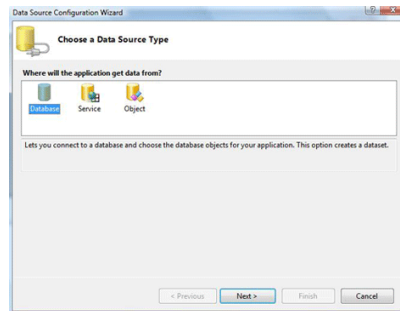 Data Source Configuration Wizard
Choose a Data Source Type
Where will the application get data from?
Database Service Object
Lets you connect to a database and choose the database objects for your application. This option creates a dataset.
< Previous Next > Finish Cancel